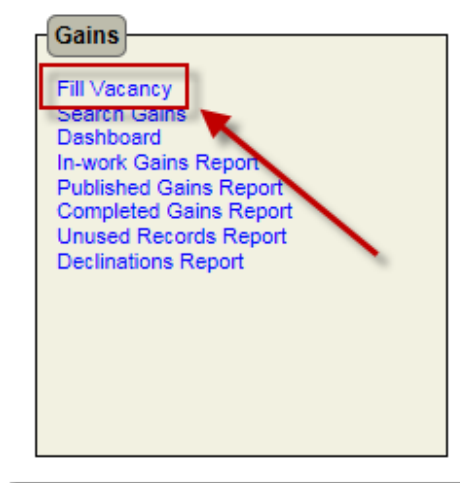 Gains
Fill Vacancy
Search Gains
Dashboard
In-work Gains Report
Published Gains Report
Completed Gains Report
Unused Records Report
Declinations Report